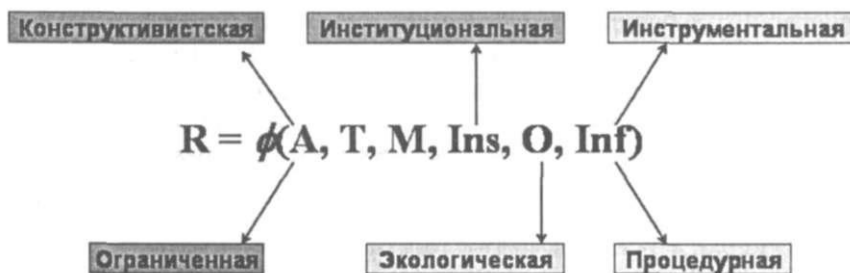 Конструктивистская Институциональная Инструментальная
R = ϕ(A, T, M, Ins, O, Inf)
Ограниченная Экологическая Процедурная